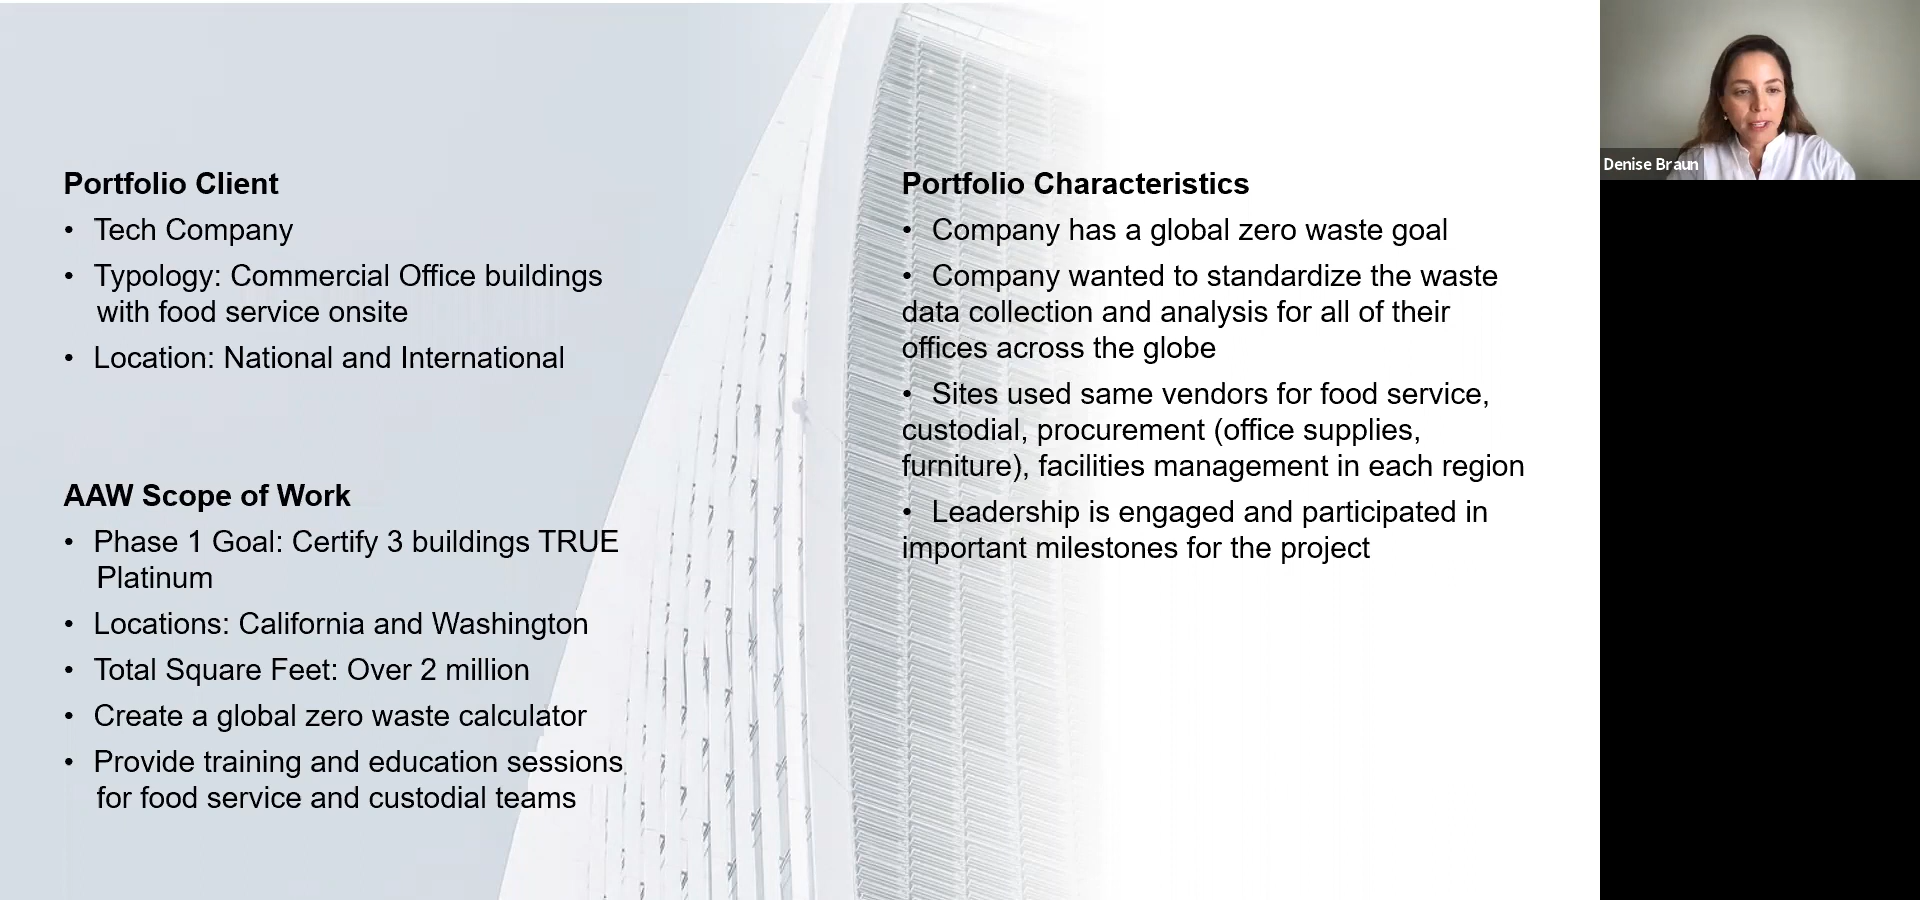 Portfolio Client
• Tech Company
• Typology: Commercial Office buildings
with food service onsite
• Location: National and International
AAW Scope of Work
• Phase 1 Goal: Certify 3 buildings TRUE
Platinum
• Locations: California and Washington
• Total Square Feet: Over 2 million
• Create a global zero waste calculator
• Provide training and education sessions
for food service and custodial teams
Portfolio Characteristics
• Company has a global zero waste goal
• Company wanted to standardize the waste
data collection and analysis for all of their
offices across the globe
• Sites used same vendors for food service,
custodial, procurement (office supplies,
furniture), facilities management in each region
• Leadership is engaged and participated in
important milestones for the project
Denise Braun